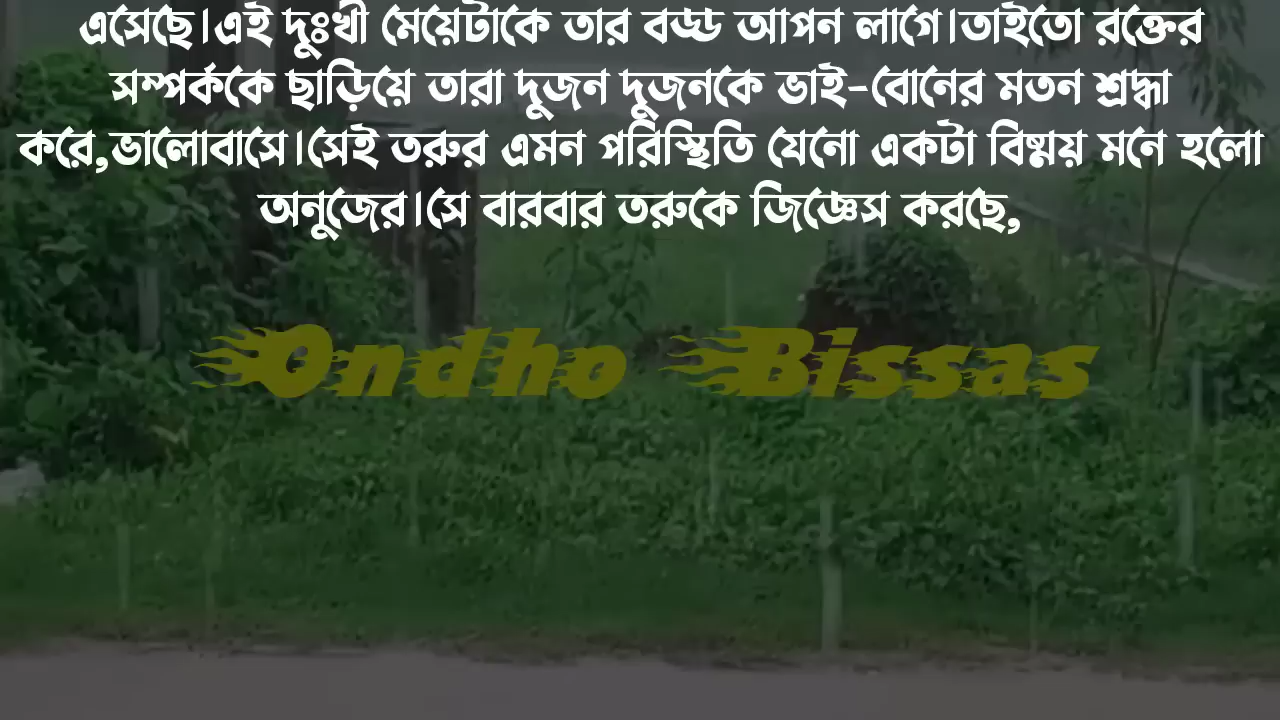 এসেছে।এই দুঃখী মেয়েটাকে তার বড্ড আপন লাগে।তাইতো রক্তের
সম্পর্ককে ছাড়িয়ে তারা দুজন দুজনকে ভাই-বোনের মতন শ্রদ্ধা
করে,ভালোবাসে।সেই তরুর এমন পরিস্থিতি যেনো একটা বিষ্ময় মনে হলো
অনুজের।সে বারবার তরুকে জিজ্ঞেস করছে,
Ondho Bissas